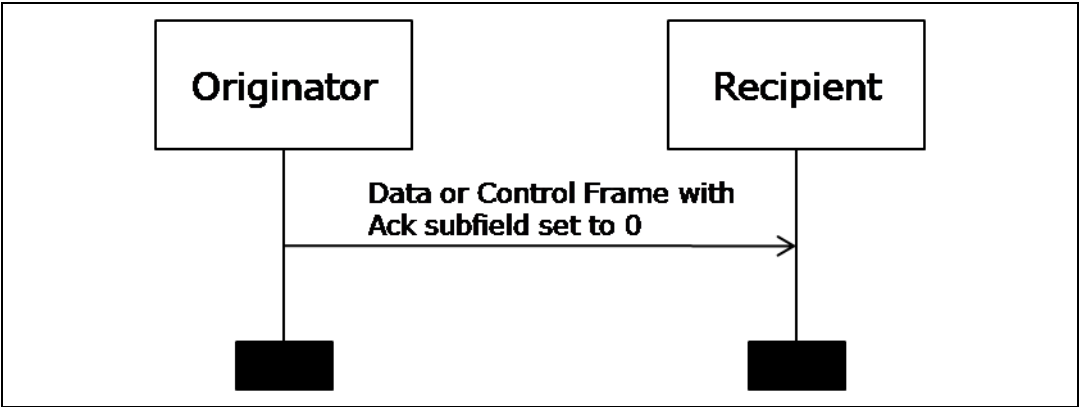 Originator
Recipient
Data or Control Frame with
Ack subfield set to 0